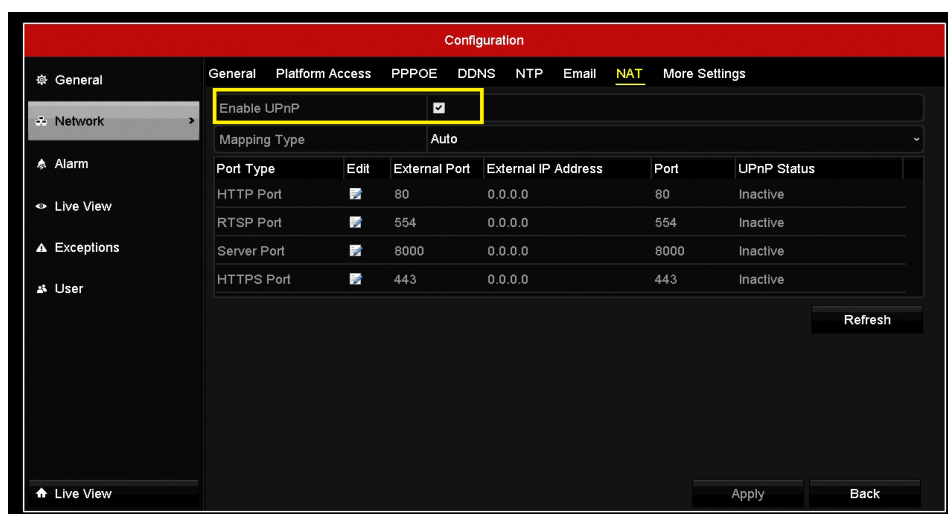 Configuration
General
Network
Alarm
Live View
Exceptions
User
Live View
General Platform Access PPPOE DDNS NTP Email NAT More Settings
Enable UPnP
Mapping Type Auto
Port Type Edit External Port External IP Address Port UPnP Status
HTTP Port 80 0.0.0.0 80 Inactive
RTSP Port 554 0.0.0.0 554 Inactive
Server Port 8000 0.0.0.0 8000 Inactive
HTTPS Port 443 0.0.0.0 443 Inactive
Refresh
Apply Back